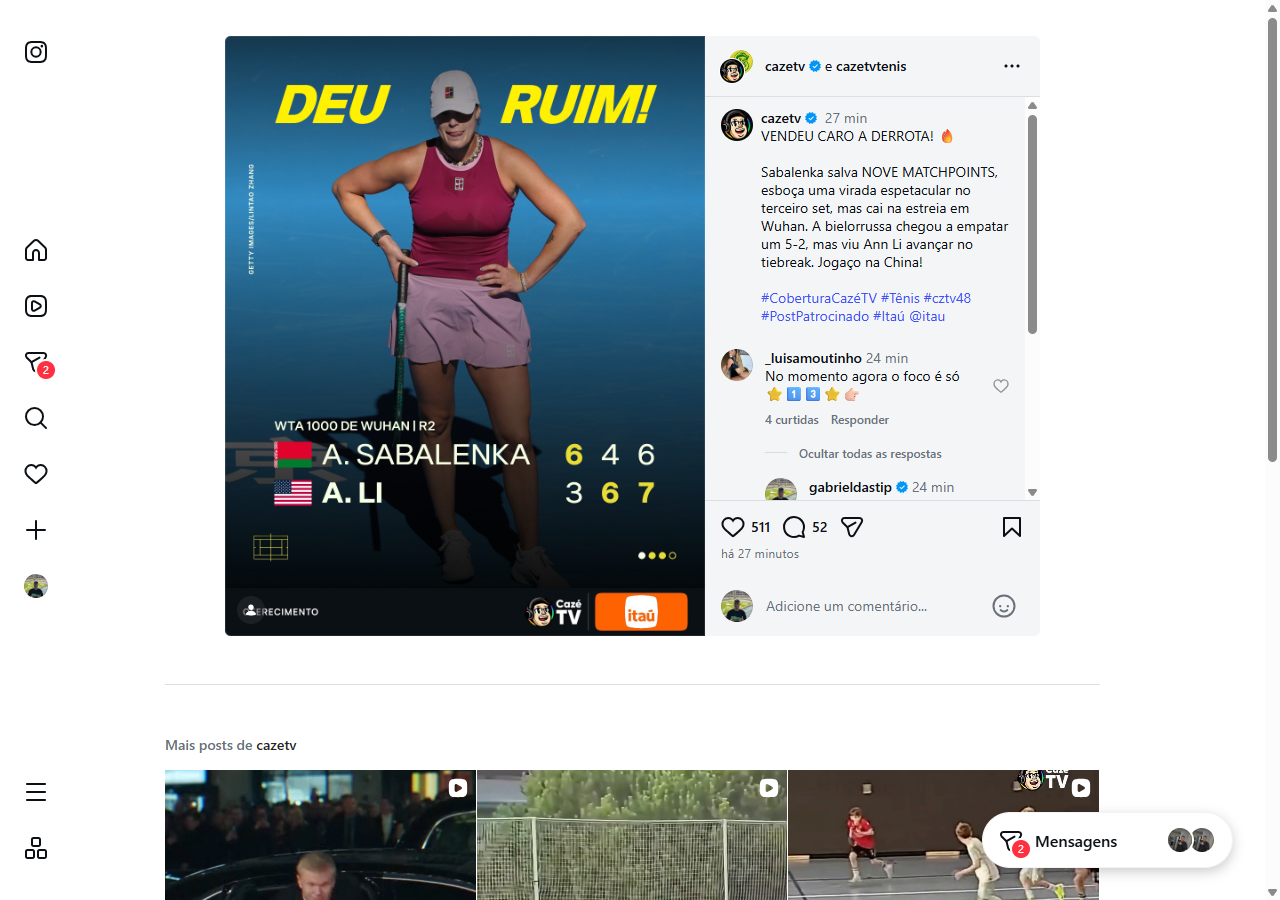 DEU RUIM!
GETTY IMAGES/LINTAO ZHANG
WTA 1000 DE WUHAN | R2
A. SABALENKA 6 4 6
A. LI 3 6 7
OFERECIMENTO
Cazé
TV
itaú
cazetv e cazetvtenis
cazetv 27 min
VENDEU CARO A DERROTA! 🔥
Sabalenka salva NOVE MATCHPOINTS,
esboça uma virada espetacular no
terceiro set, mas cai na estreia em
Wuhan. A bielorrussa chegou a empatar
um 5-2, mas viu Ann Li avançar no
tiebreak. Jogaço na China!
#CoberturaCazéTV #Tênis #cztv48
#PostPatrocinado #Itaú @itau
_luisamoutinho 24 min
No momento agora o foco é só
⭐1️⃣3️⃣⭐👉🏻
4 curtidas Responder
Ocultar todas as respostas
gabrieldastip 24 min
511 52
há 27 minutos
Adicione um comentário...
2
Mais posts de cazetv
Cazé
TV
2
Mensagens